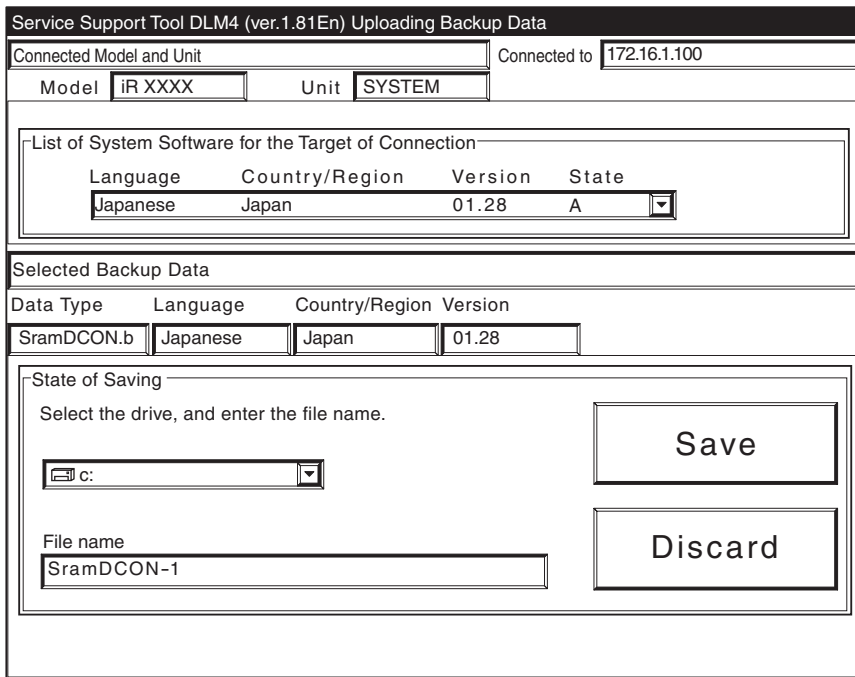 Service Support Tool DLM4 (ver.1.81En) Uploading Backup Data
Connected Model and Unit Connected to 172.16.1.100
Model iR XXXX Unit SYSTEM
List of System Software for the Target of Connection
Language Country/Region Version State
Japanese Japan 01.28 A
Selected Backup Data
Data Type Language Country/Region Version
SramDCON.b Japanese Japan 01.28
State of Saving
Select the drive, and enter the file name.
Save
c:
File name
SramDCON-1
Discard